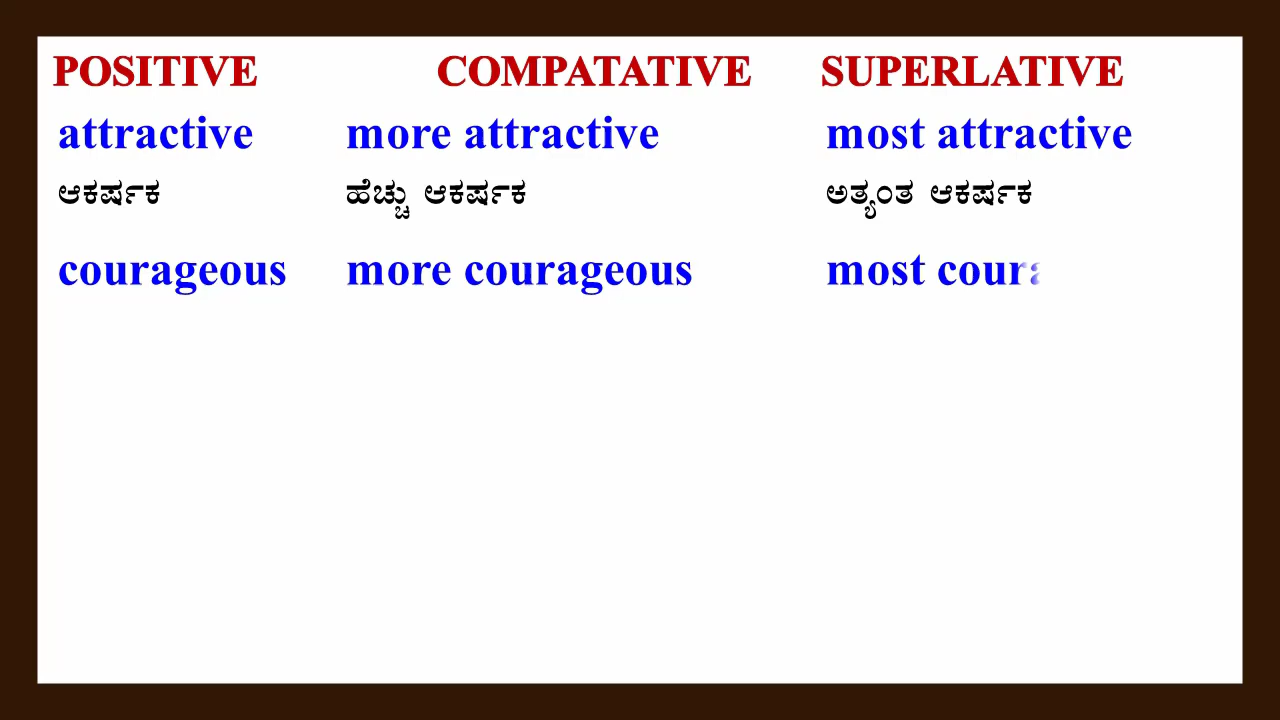 POSITIVE COMPATATIVE SUPERLATIVE
attractive more attractive most attractive
ಆಕರ್ಷಕ ಹೆಚ್ಚು ಆಕರ್ಷಕ ಅತ್ಯಂತ ಆಕರ್ಷಕ
courageous more courageous most